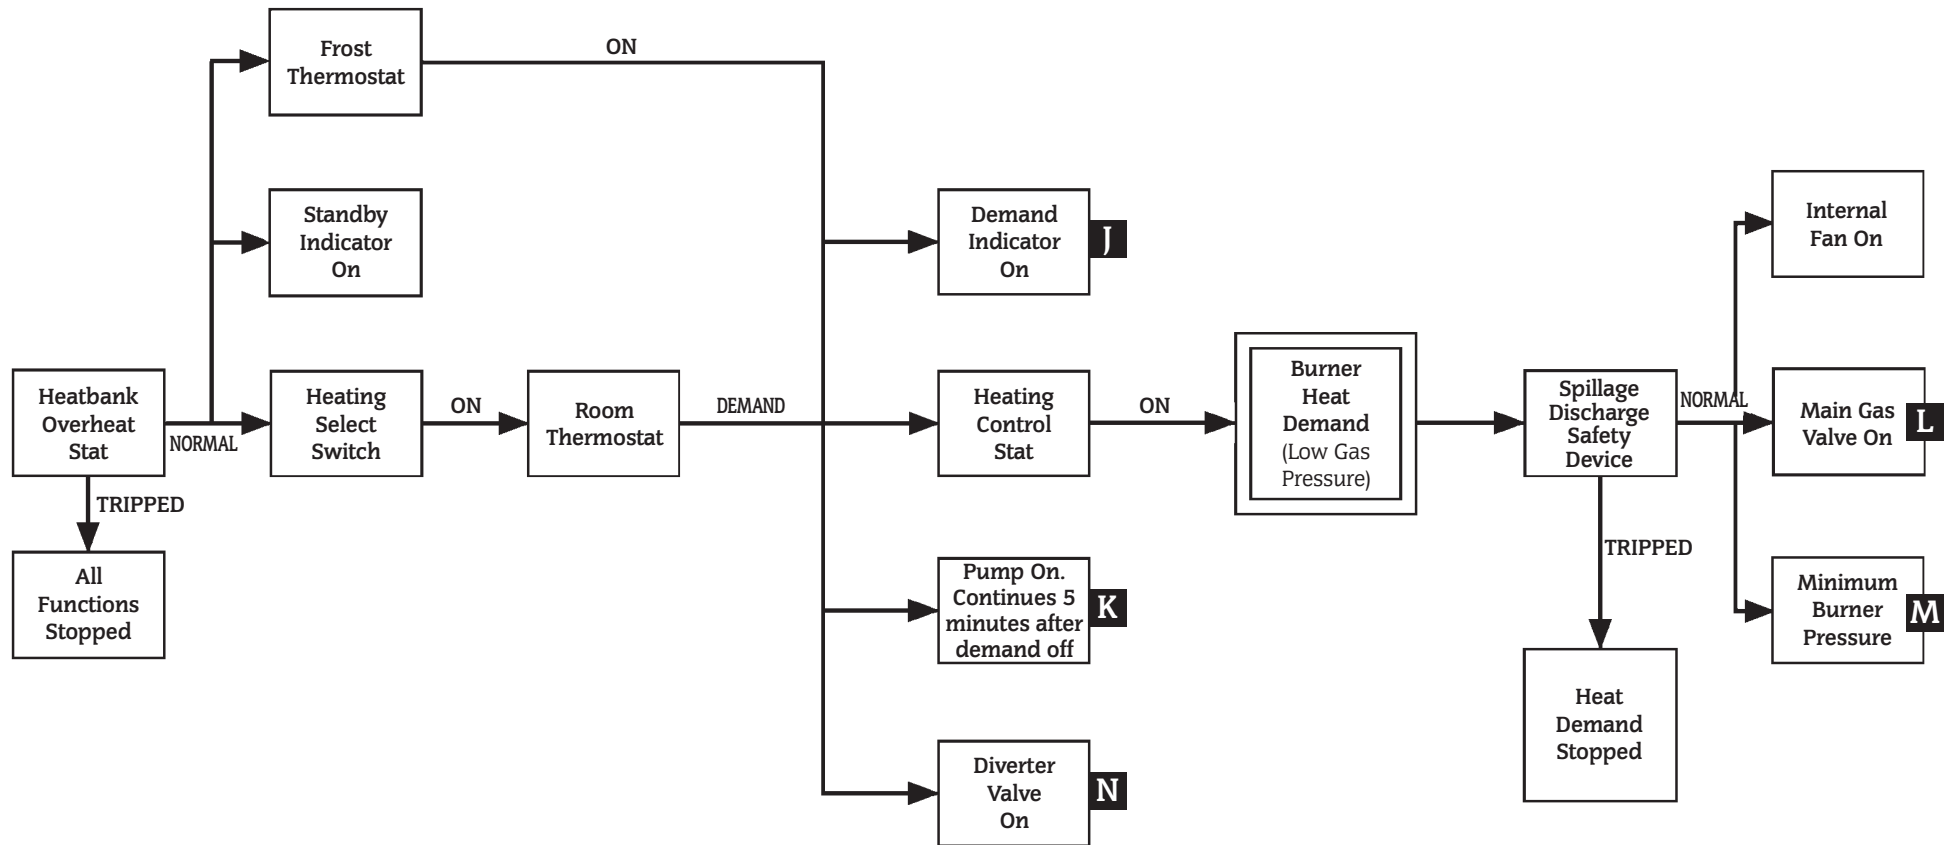 Frost
Thermostat
ON
Standby
Indicator
On
Heatbank
Overheat
Stat
NORMAL
TRIPPED
All
Functions
Stopped
Heating
Select
Switch
ON
Room
Thermostat
DEMAND
Demand
Indicator
On
J
Heating
Control
Stat
ON
Pump On.
Continues 5
minutes after
demand off
K
Diverter
Valve
On
N
Burner
Heat
Demand
(Low Gas
Pressure)
Spillage
Discharge
Safety
Device
NORMAL
TRIPPED
Heat
Demand
Stopped
Internal
Fan On
Main Gas
Valve On
L
Minimum
Burner
Pressure
M